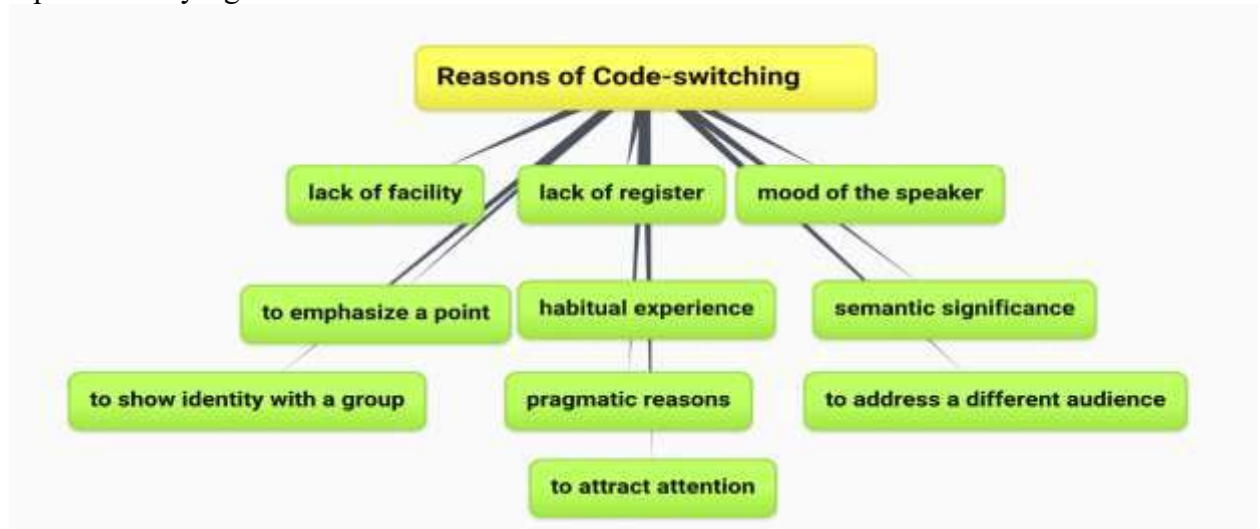 Reasons of Code-switching
lack of facility
lack of register
mood of the speaker
to emphasize a point
habitual experience
semantic significance
to show identity with a group
pragmatic reasons
to address a different audience
to attract attention